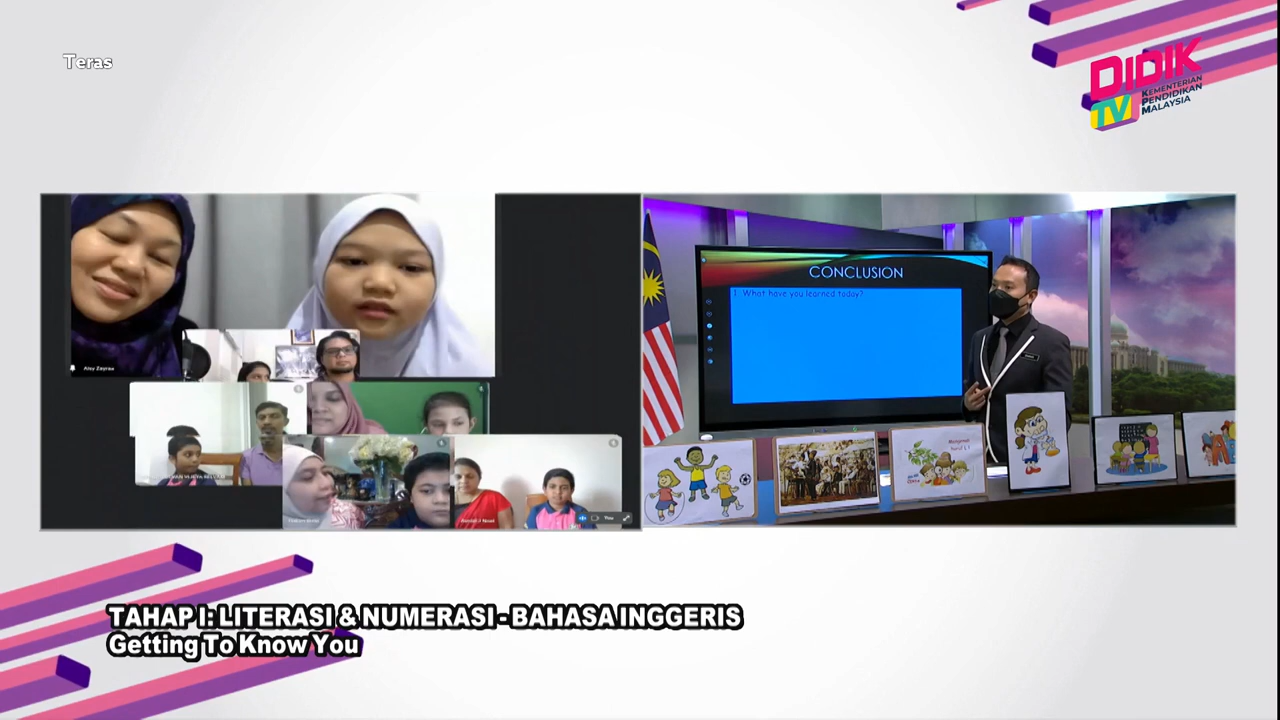 Teras
DIDIK
TV
KEMENTERIAN
PENDIDIKAN
MALAYSIA
CONCLUSION
1. What have you learned today?
You
TAHAP I: LITERASI & NUMERASI - BAHASA INGGERIS
Getting To Know You